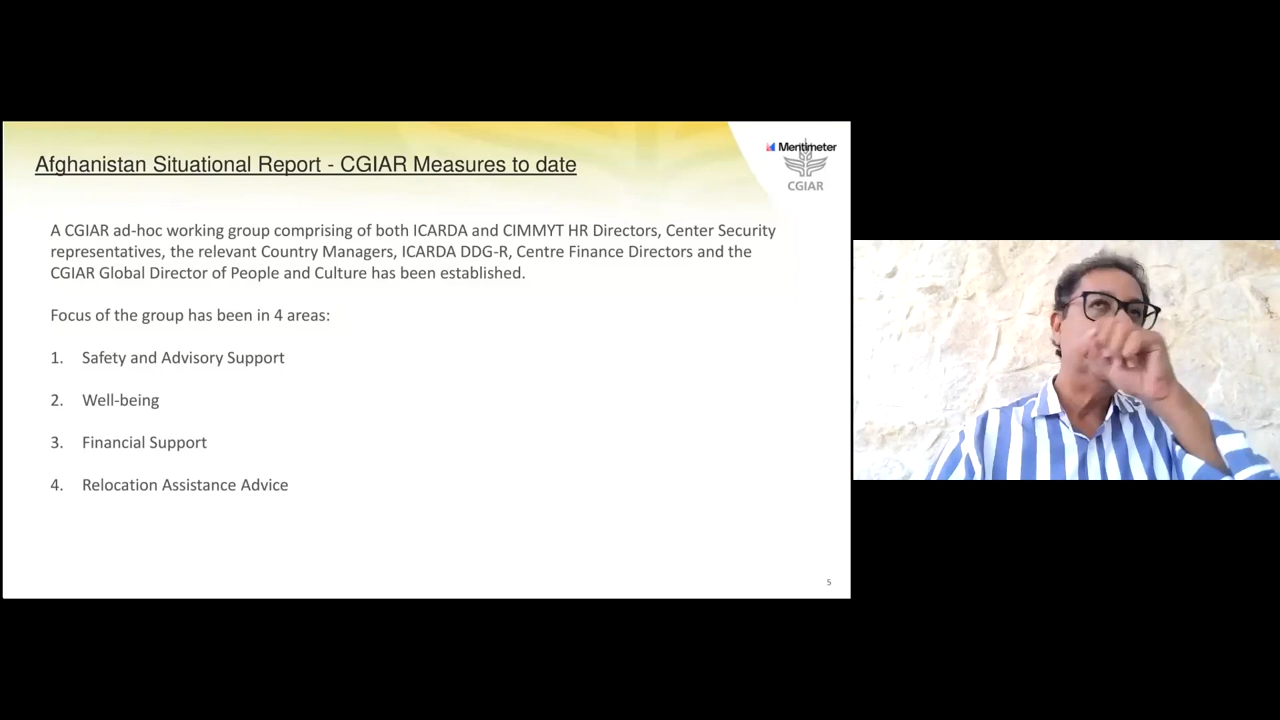 Afghanistan Situational Report - CGIAR Measures to date
Mentimeter
CGIAR
A CGIAR ad-hoc working group comprising of both ICARDA and CIMMYT HR Directors, Center Security
representatives, the relevant Country Managers, ICARDA DDG-R, Centre Finance Directors and the
CGIAR Global Director of People and Culture has been established.
Focus of the group has been in 4 areas:
1. Safety and Advisory Support
2. Well-being
3. Financial Support
4. Relocation Assistance Advice
5